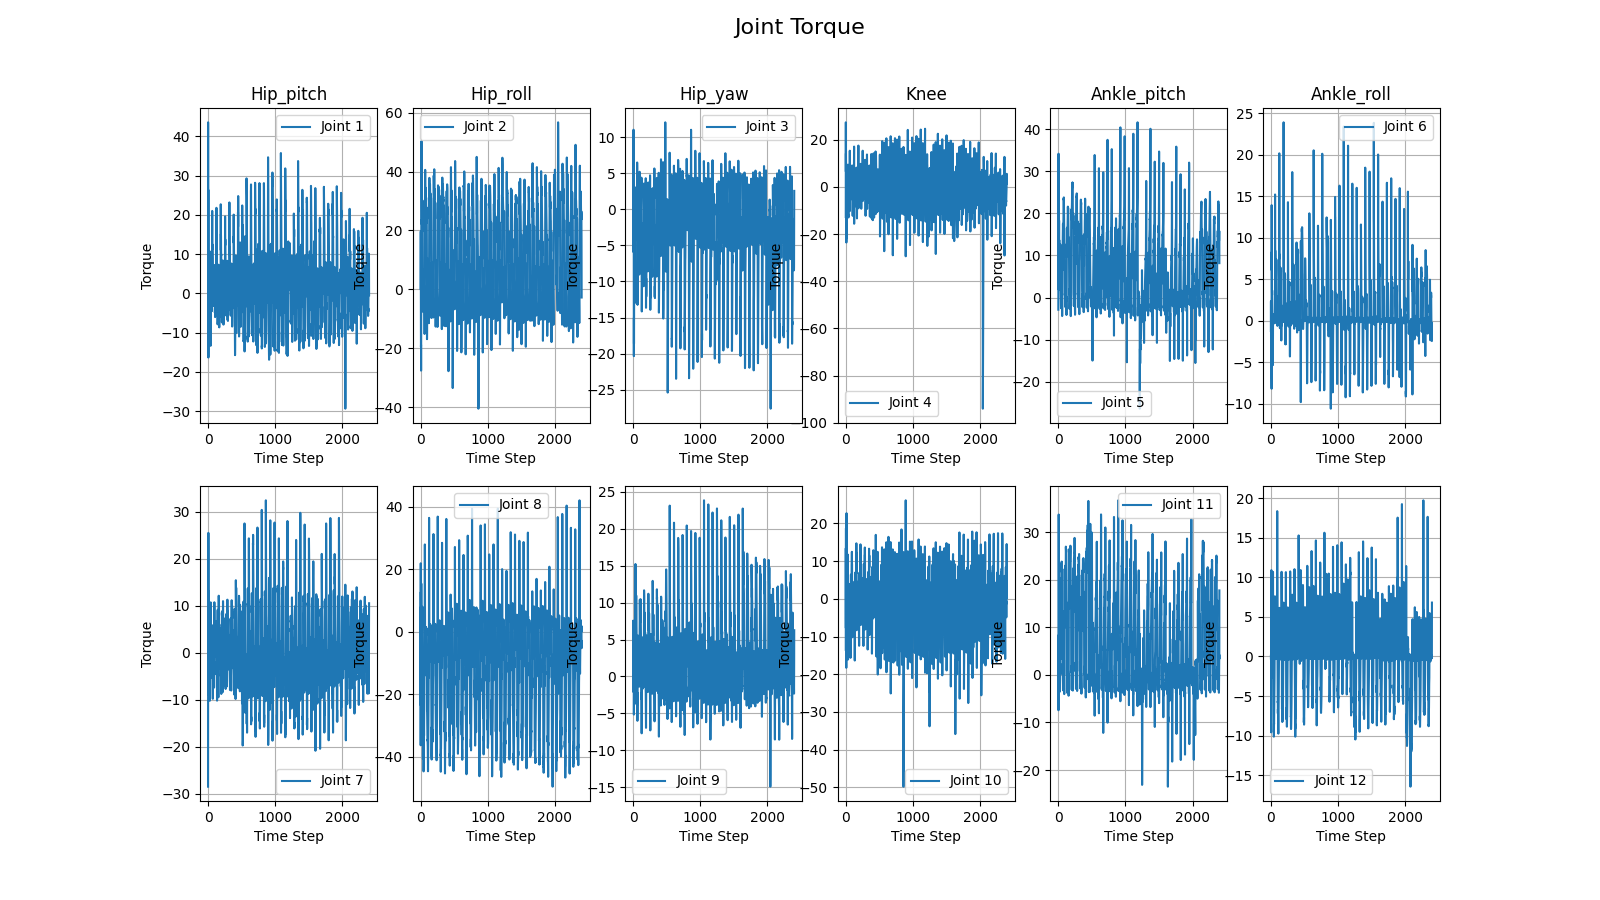 Joint Torque
Hip_pitch Hip_roll Hip_yaw Knee Ankle_pitch Ankle_roll
Joint 1
40
30
20
10
0
−10
−20
−30
Torque
0 1000 2000
Time Step
Joint 2
60
40
20
0
−20
−40
Torque
0 1000 2000
Time Step
Joint 3
10
5
0
−5
−10
−15
−20
−25
Torque
0 1000 2000
Time Step
Joint 4
20
0
−20
−40
−60
−80
−100
Torque
0 1000 2000
Time Step
Joint 5
40
30
20
10
0
−10
−20
Torque
0 1000 2000
Time Step
Joint 6
25
20
15
10
5
0
−5
−10
Torque
0 1000 2000
Time Step
Joint 7
30
20
10
0
−10
−20
−30
Torque
0 1000 2000
Time Step
Joint 8
40
20
0
−20
−40
Torque
0 1000 2000
Time Step
Joint 9
25
20
15
10
5
0
−5
−10
−15
Torque
0 1000 2000
Time Step
Joint 10
20
10
0
−10
−20
−30
−40
−50
Torque
0 1000 2000
Time Step
Joint 11
30
20
10
0
−10
−20
Torque
0 1000 2000
Time Step
Joint 12
20
15
10
5
0
−5
−10
−15
Torque
0 1000 2000
Time Step